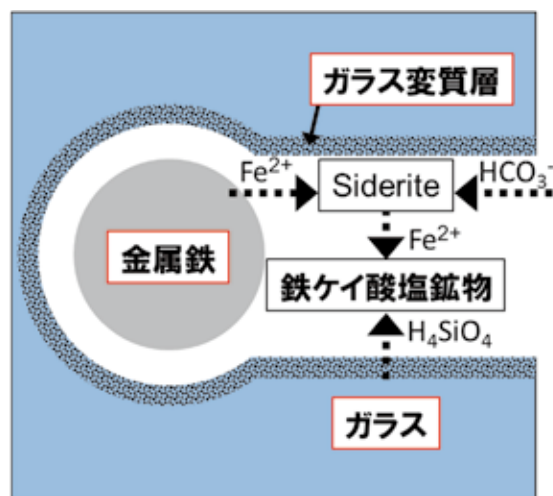 ガラス変質層
Fe²⁺
Siderite
HCO₃⁻
Fe²⁺
金属鉄
鉄ケイ酸塩鉱物
H₄SiO₄
ガラス